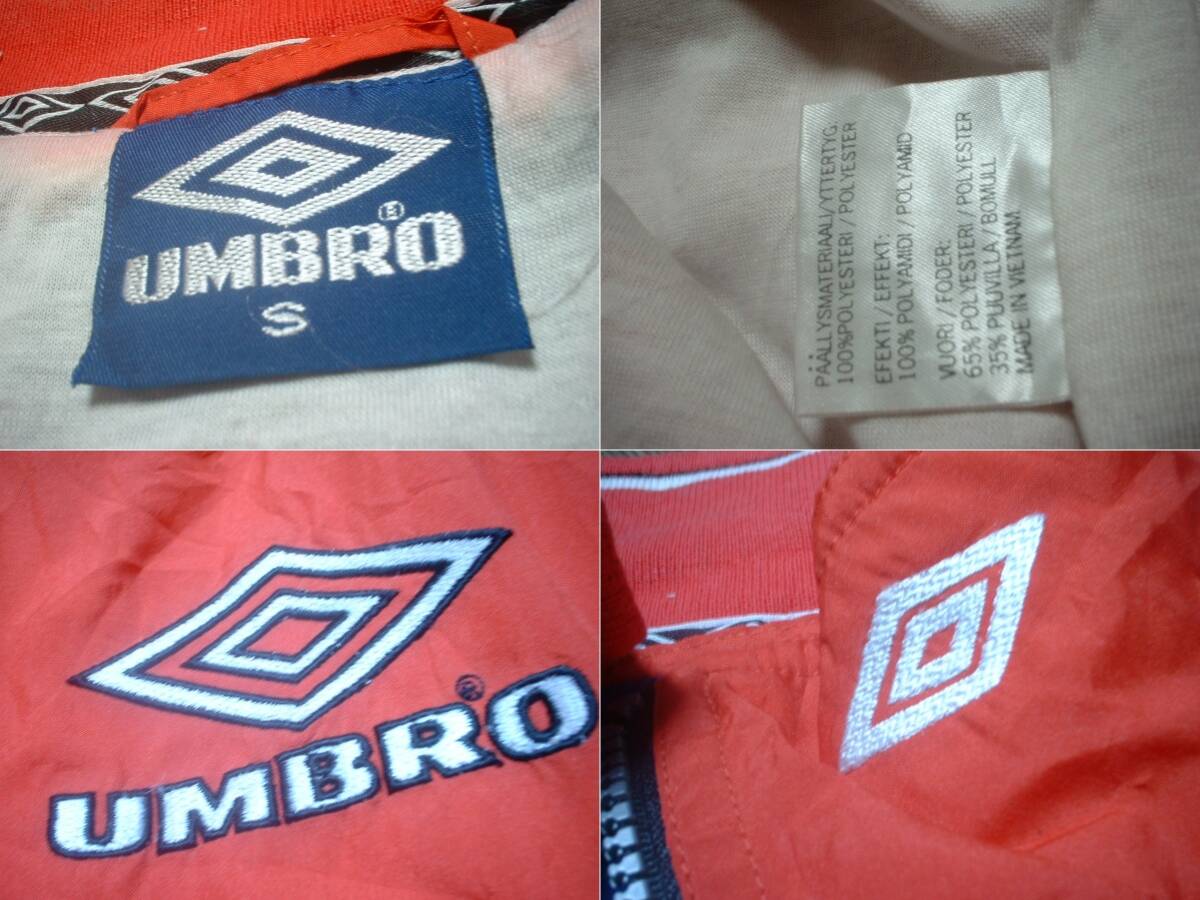 UMBRO®
S
PÄÄLLYSMATERIAALI/YTTERTYG.
100%POLYESTERI / POLYESTER
EFEKTI / EFFEKT:
100% POLYAMIDI / POLYAMID
VUORI / FODER:
65% POLYESTERI / POLYESTER
35% PUUVILLA / BOMULL
MADE IN VIETNAM
UMBRO®